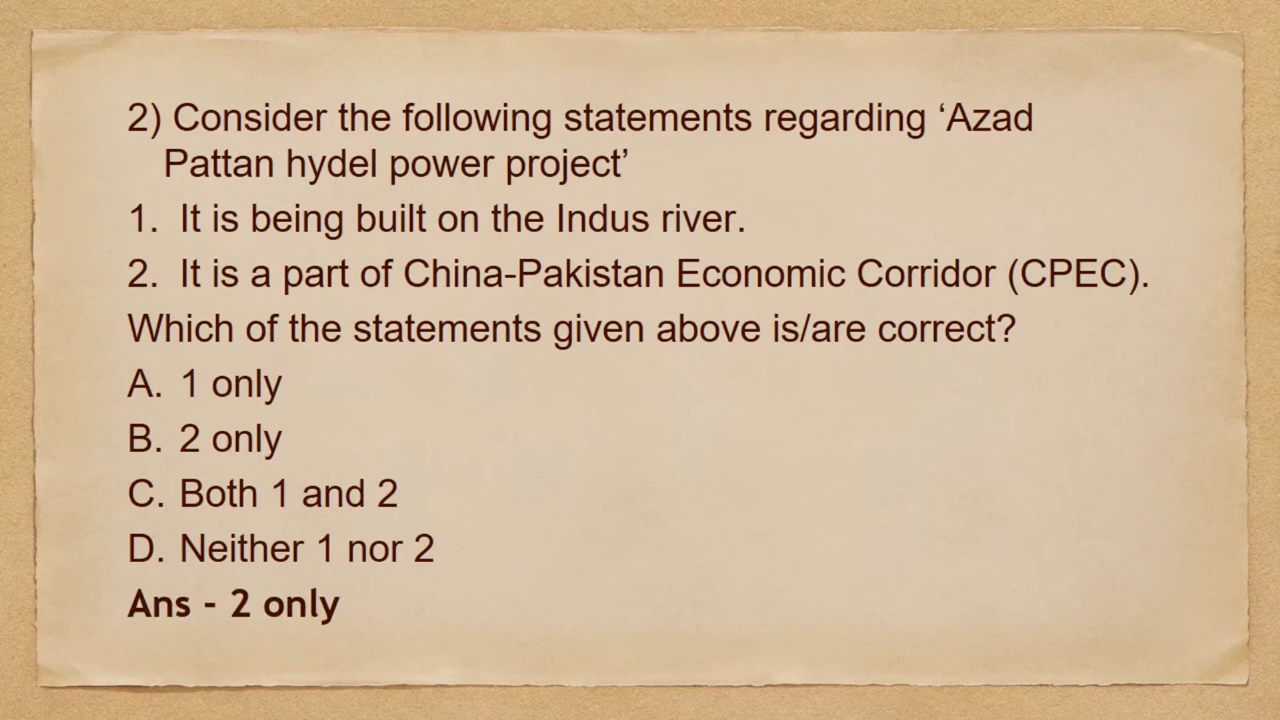 2) Consider the following statements regarding ‘Azad
Pattan hydel power project’
1. It is being built on the Indus river.
2. It is a part of China-Pakistan Economic Corridor (CPEC).
Which of the statements given above is/are correct?
A. 1 only
B. 2 only
C. Both 1 and 2
D. Neither 1 nor 2
Ans - 2 only